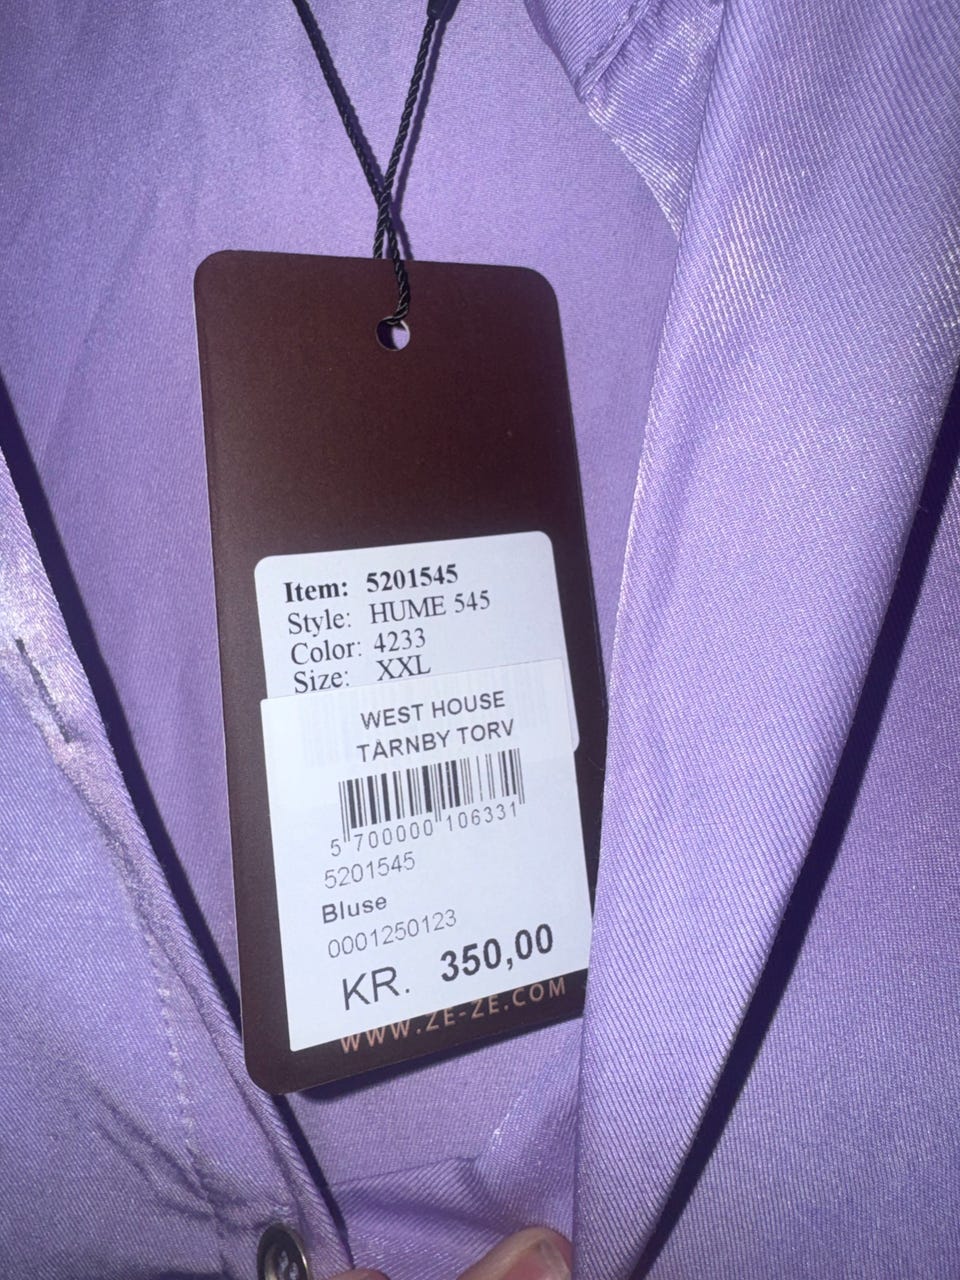 Item: 5201545
Style: HUME 545
Color: 4233
Size: XXL
WEST HOUSE
TARNBY TORV
5 700000 106331
5201545
Bluse
0001250123
KR. 350,00
WWW.ZE-ZE.COM